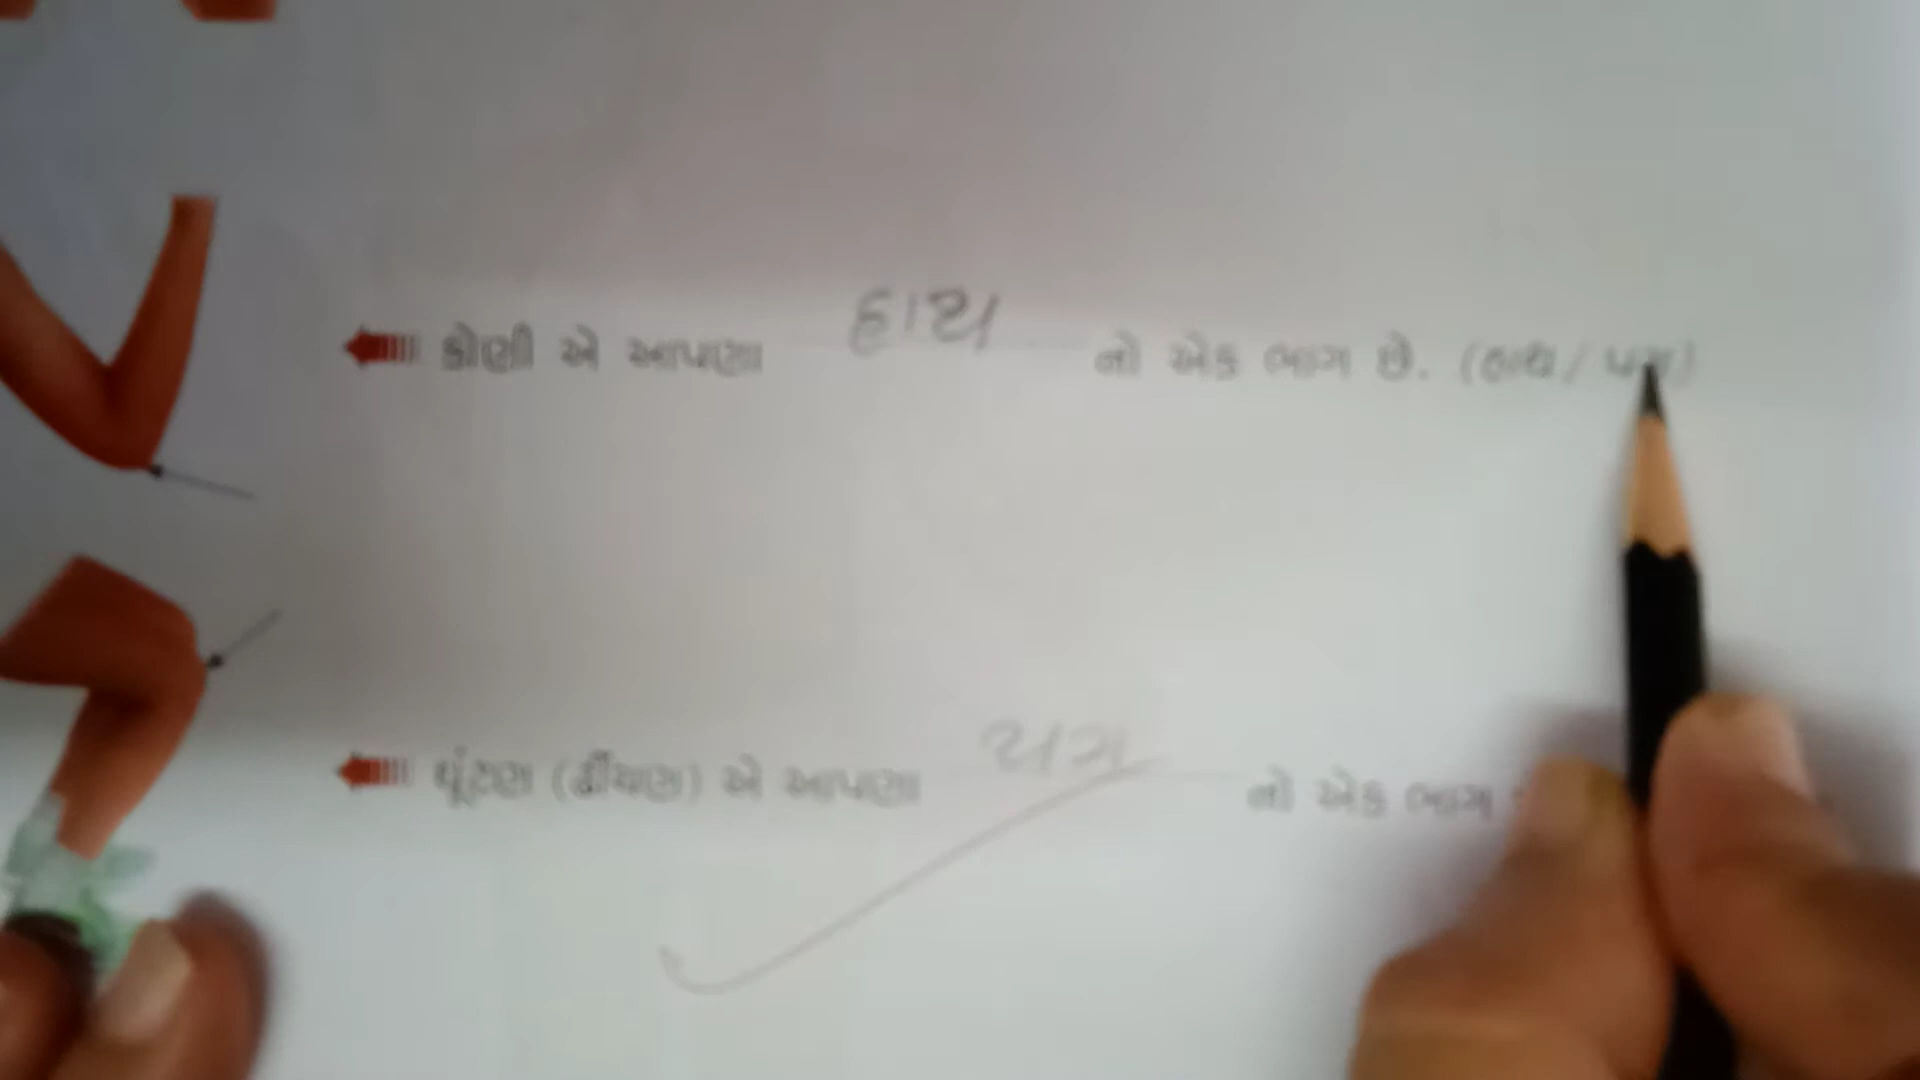 કોણી એ આપણા હાથ નો એક ભાગ છે. (હાથ / પગ)
ઘૂંટણ (ઢીંચણ) એ આપણા પગ નો એક ભાગ